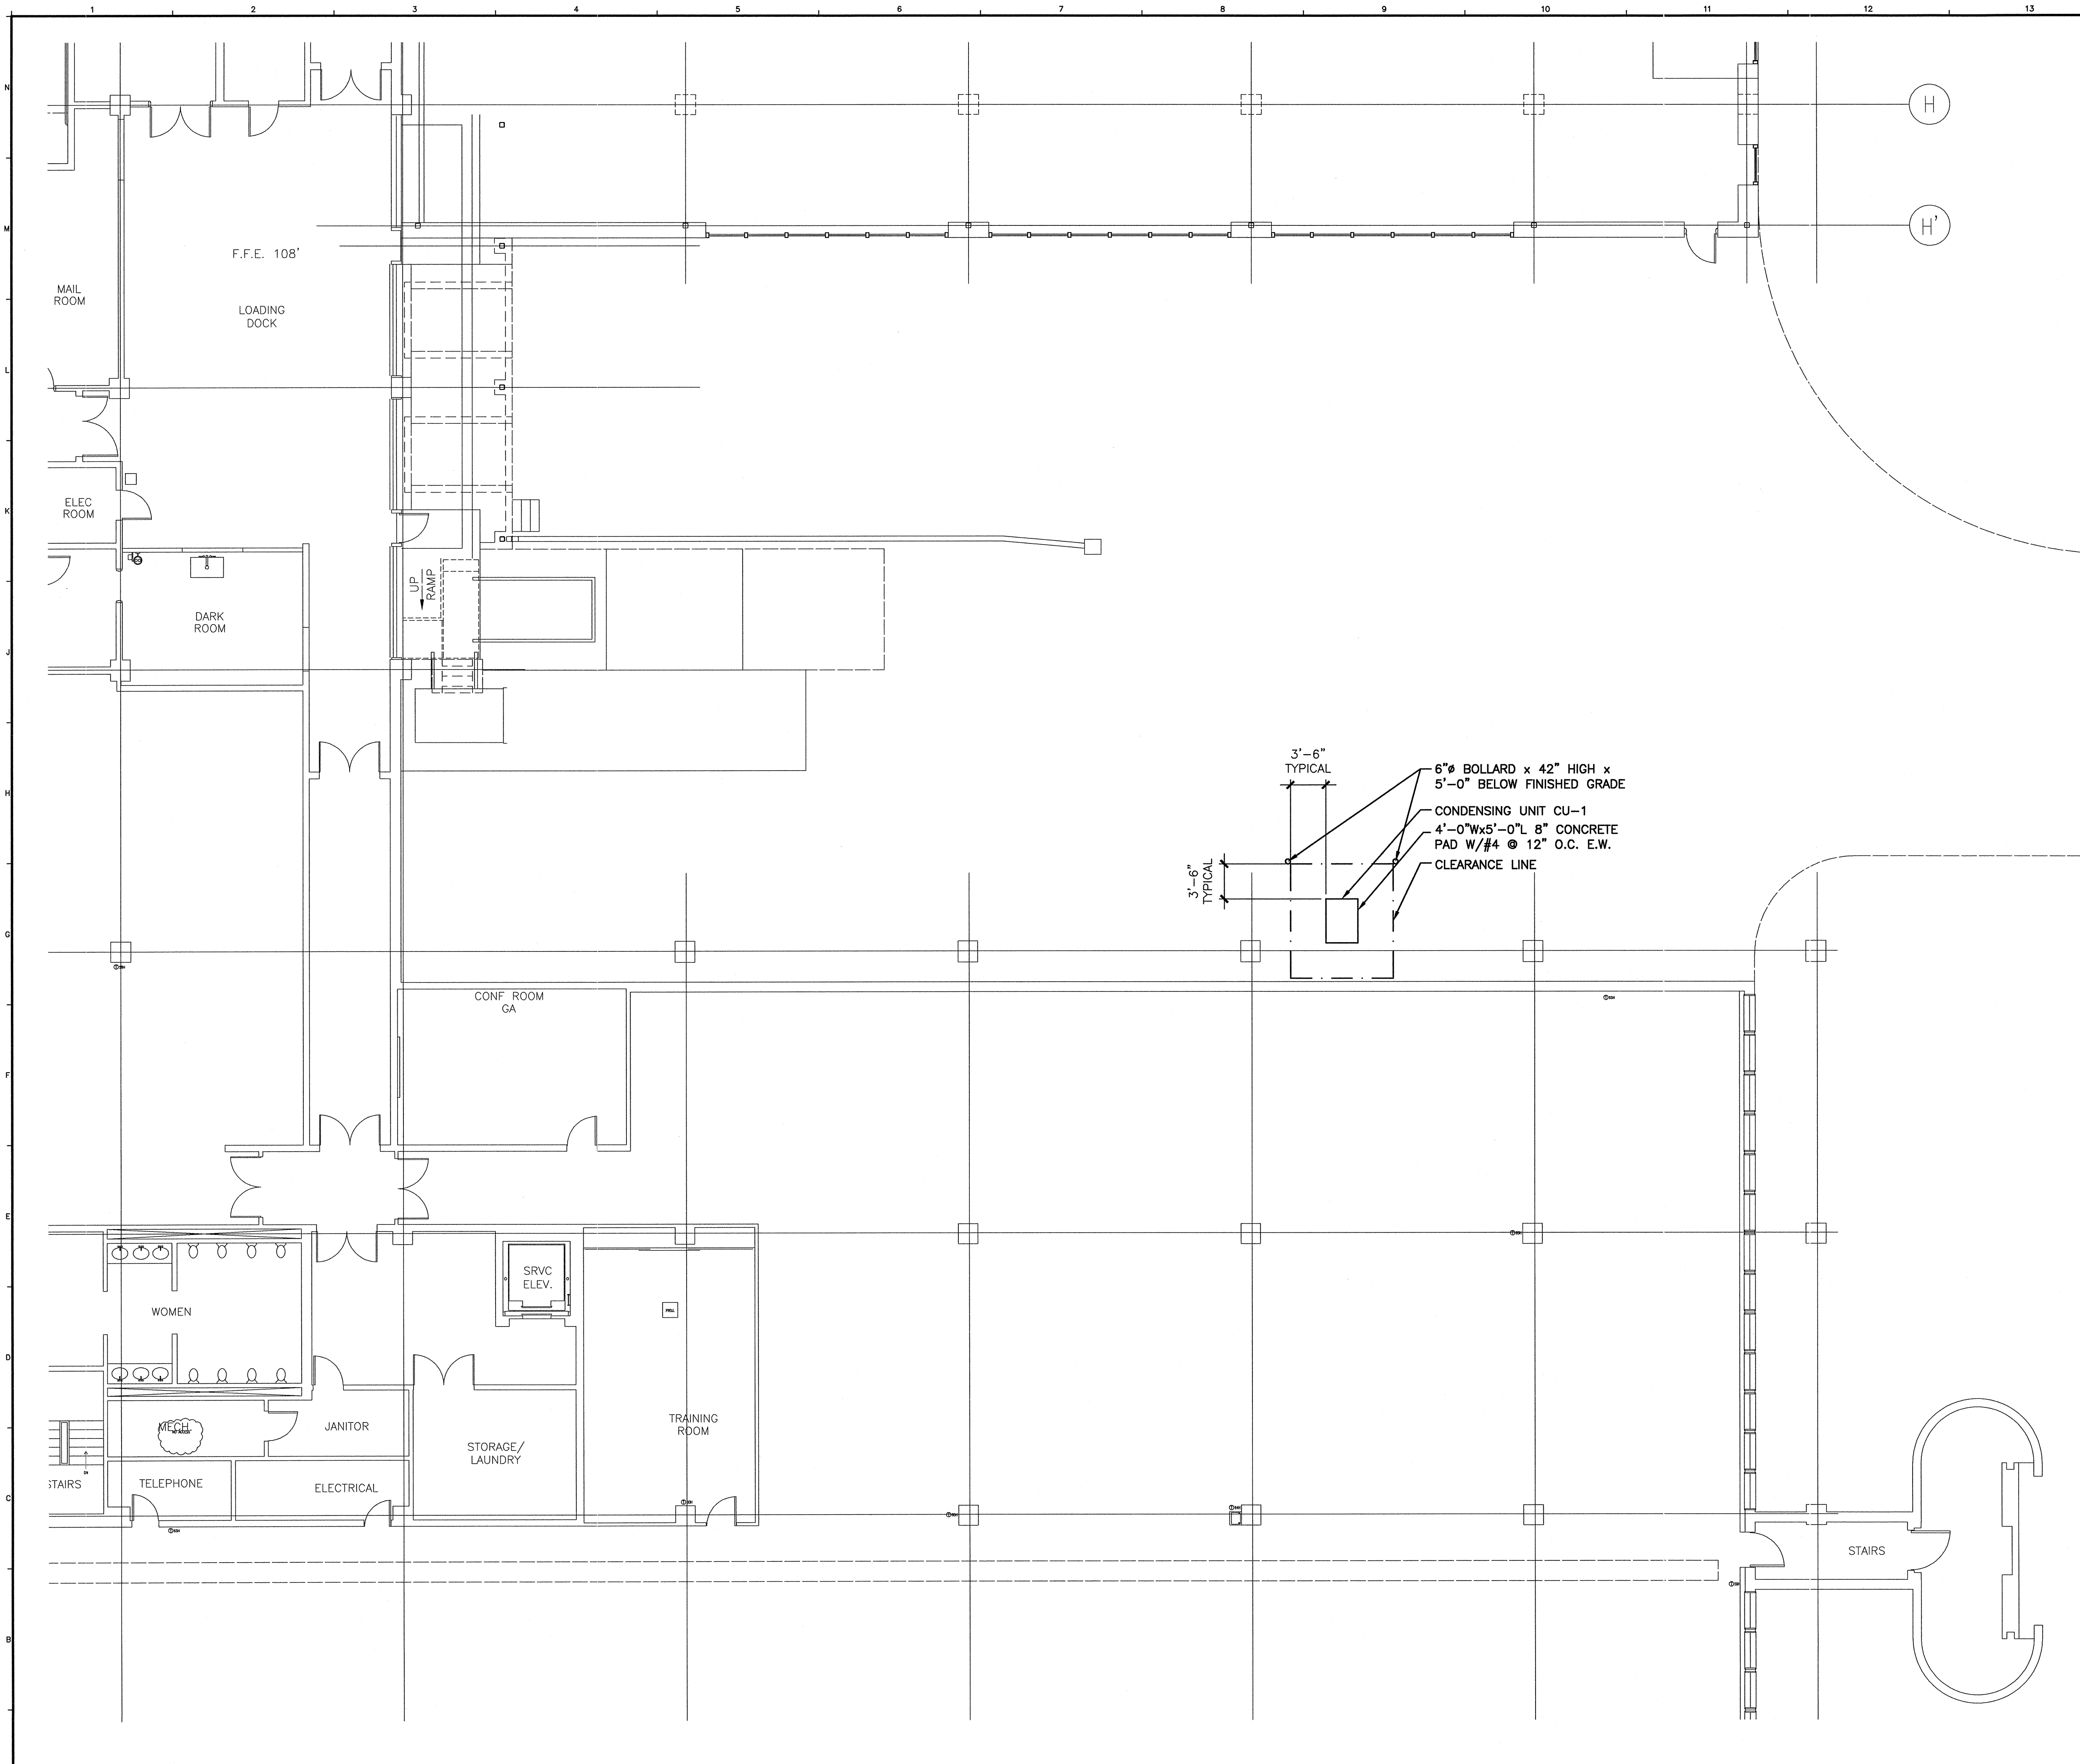 1 2 3 4 5 6 7 8 9 10 11 12 13
N
H
M
H'
F.F.E. 108'
MAIL
ROOM
LOADING
DOCK
L
ELEC
ROOM
K
UP
RAMP
DARK
ROOM
J
3'-6"
TYPICAL
6"ø BOLLARD x 42" HIGH x
5'-0" BELOW FINISHED GRADE
H
CONDENSING UNIT CU-1
4'-0"Wx5'-0"L 8" CONCRETE
PAD W/#4 @ 12" O.C. E.W.
CLEARANCE LINE
3'-6"
TYPICAL
G
CONF ROOM
GA
F
E
SRVC
ELEV.
WOMEN
D
MECH
JANITOR
TRAINING
ROOM
STORAGE/
LAUNDRY
STAIRS
TELEPHONE
ELECTRICAL
C
STAIRS
B